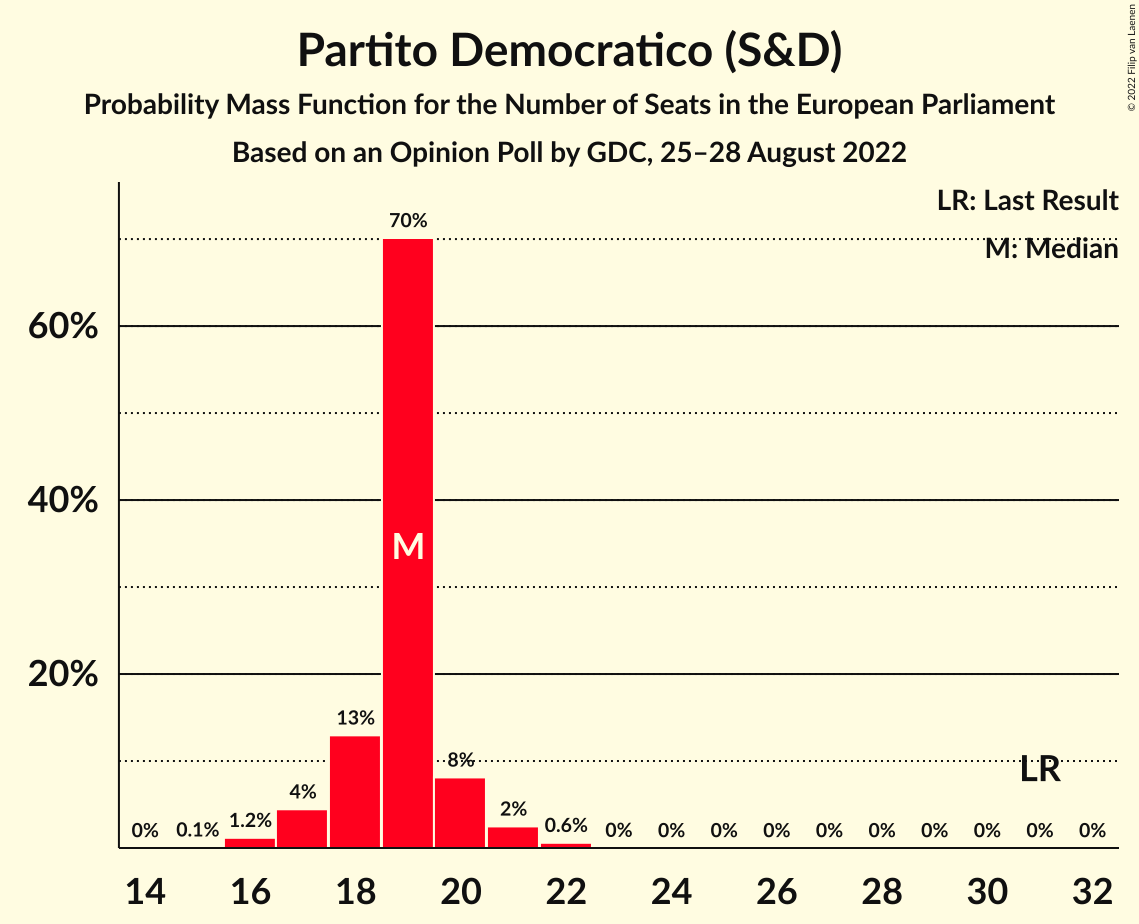 Partito Democratico (S&D)
Probability Mass Function for the Number of Seats in the European Parliament
Based on an Opinion Poll by GDC, 25–28 August 2022
© 2022 Filip van Laenen
LR: Last Result
M: Median
60%
40%
20%
0%
0.1%
1.2%
4%
13%
70%
8%
2%
0.6%
0%
0%
0%
0%
0%
0%
0%
0%
0%
0%
M
LR
14 16 18 20 22 24 26 28 30 32